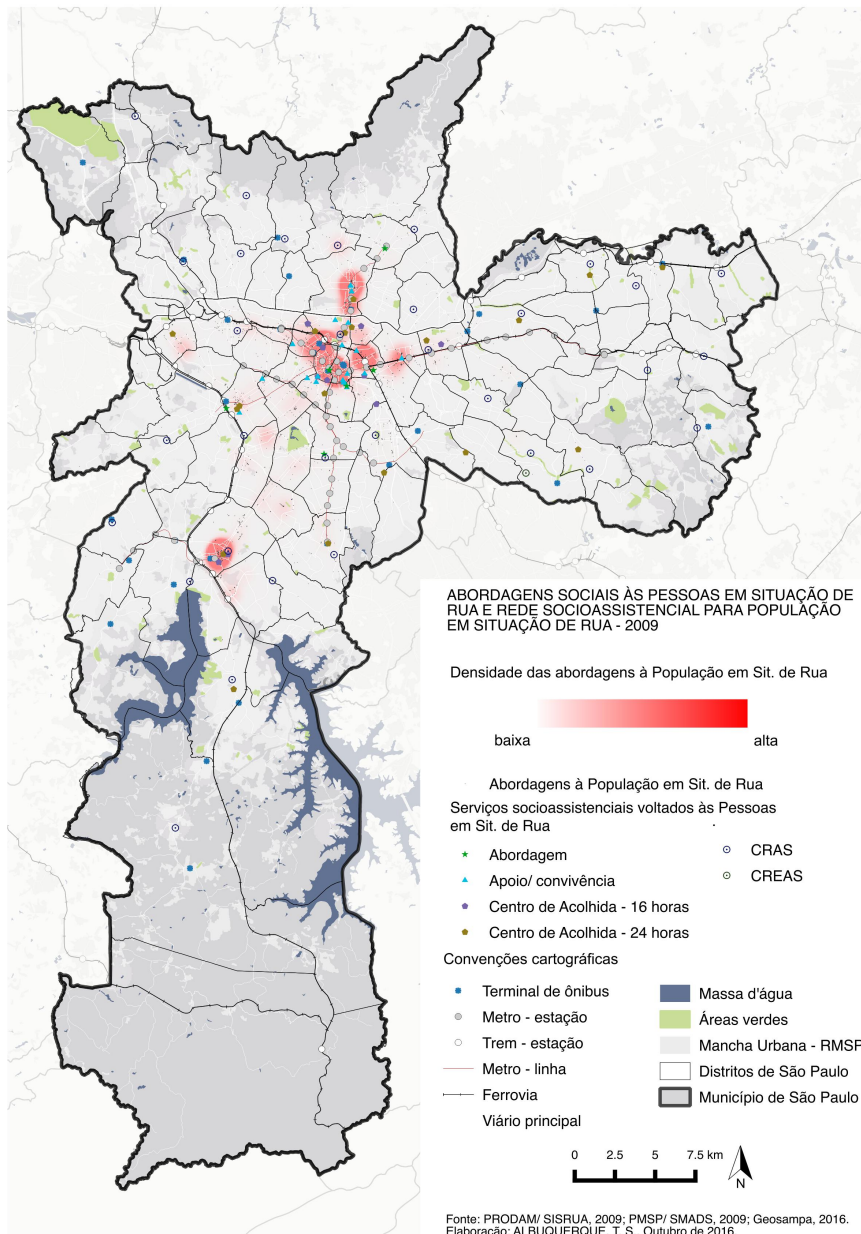 ABORDAGENS SOCIAIS ÀS PESSOAS EM SITUAÇÃO DE
RUA E REDE SOCIOASSISTENCIAL PARA POPULAÇÃO
EM SITUAÇÃO DE RUA - 2009
Densidade das abordagens à População em Sit. de Rua
baixa
alta
Abordagens à População em Sit. de Rua
Serviços socioassistenciais voltados às Pessoas
em Sit. de Rua
Abordagem
Apoio/ convivência
Centro de Acolhida - 16 horas
Centro de Acolhida - 24 horas
CRAS
CREAS
Convenções cartográficas
Terminal de ônibus
Metro - estação
Trem - estação
Metro - linha
Ferrovia
Viário principal
Massa d'água
Áreas verdes
Mancha Urbana - RMSP
Distritos de São Paulo
Município de São Paulo
0 2.5 5 7.5 km
N
Fonte: PRODAM/ SISRUA, 2009; PMSP/ SMADS, 2009; Geosampa, 2016.
Elaboração: ALBUQUERQUE, T. S., Outubro de 2016